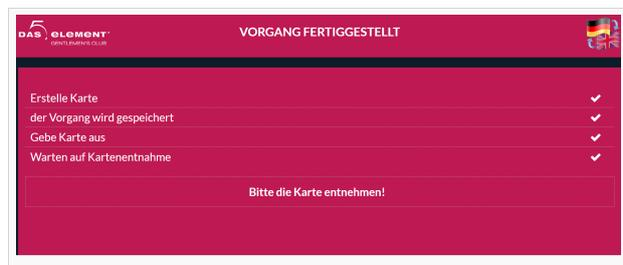 DAS 5. ELEMENT
GENTLEMEN'S CLUB
VORGANG FERTIGGESTELLT
Erstelle Karte
der Vorgang wird gespeichert
Gebe Karte aus
Warten auf Kartenentnahme
Bitte die Karte entnehmen!